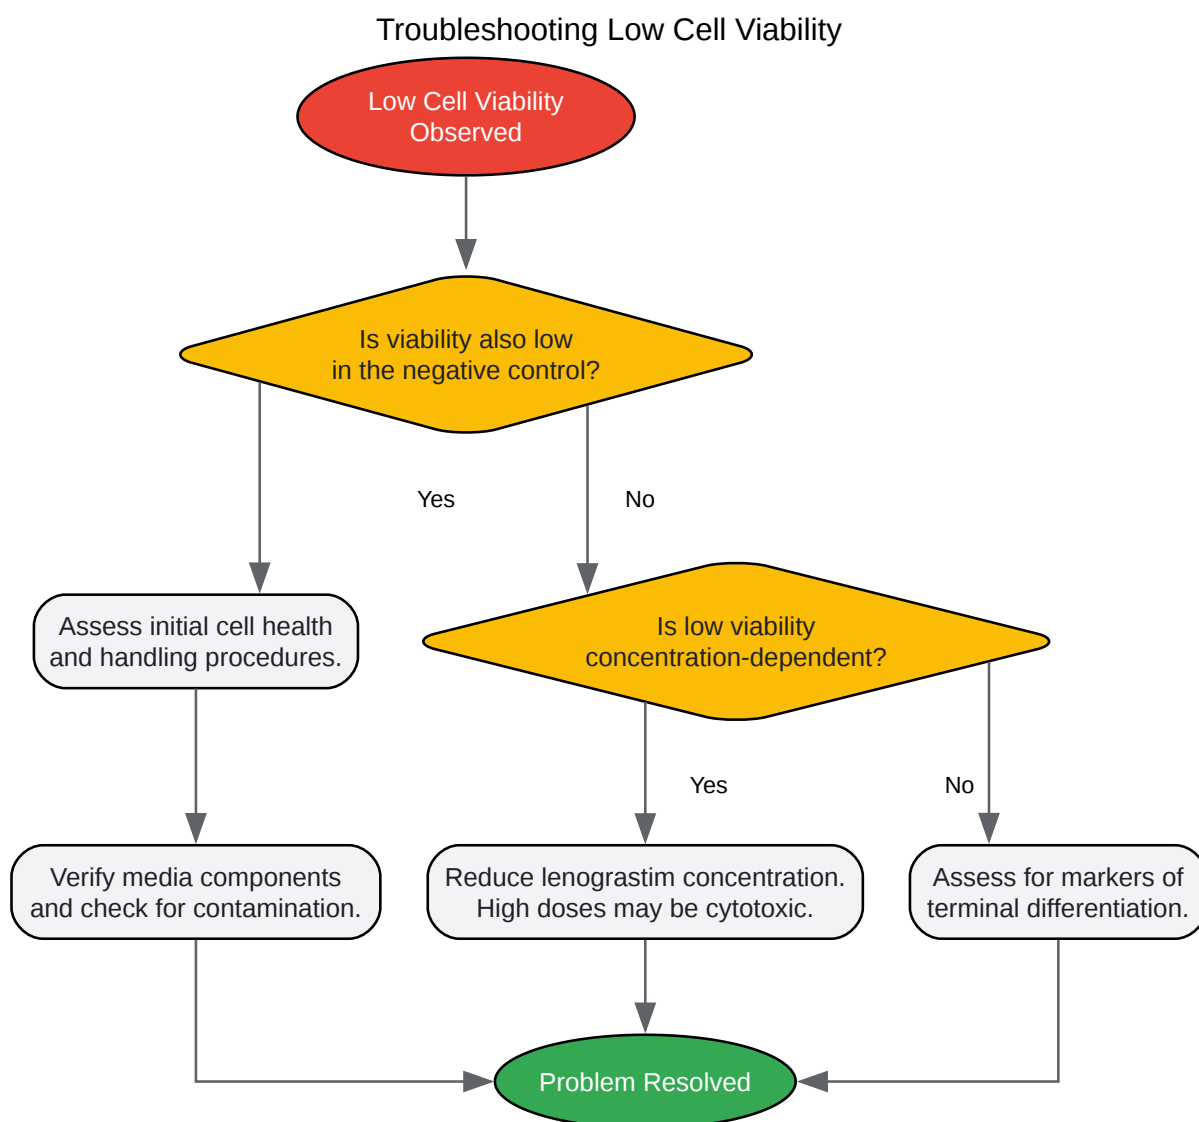 Troubleshooting Low Cell Viability
Low Cell Viability
Observed
Is viability also low
in the negative control?
Yes
No
Assess initial cell health
and handling procedures.
Is low viability
concentration-dependent?
Yes
No
Verify media components
and check for contamination.
Reduce lenograstim concentration.
High doses may be cytotoxic.
Assess for markers of
terminal differentiation.
Problem Resolved